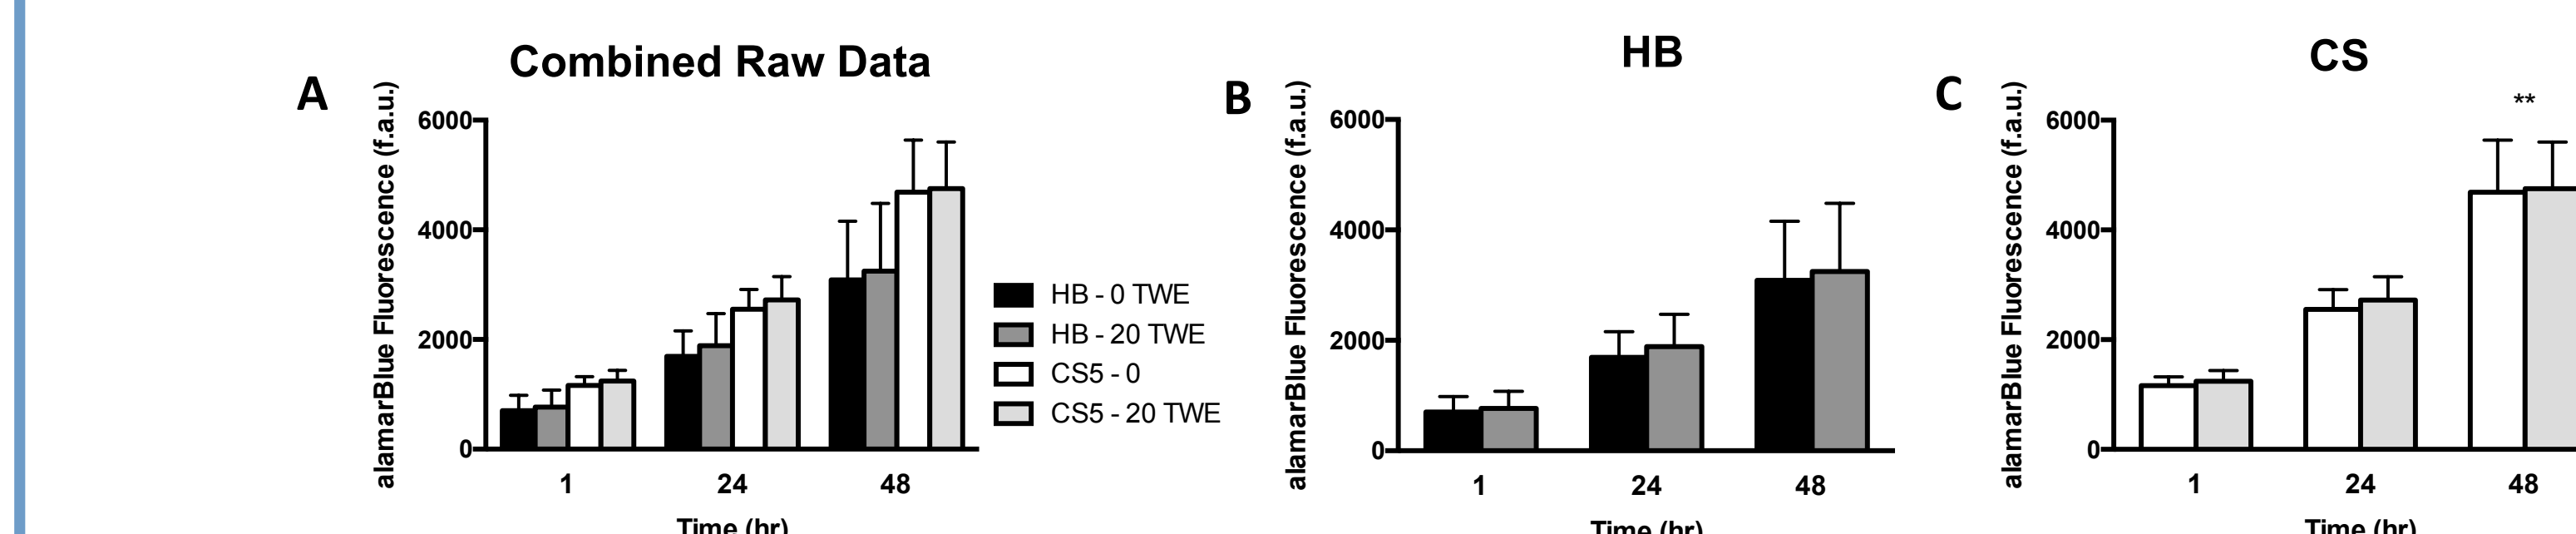 Combined Raw Data
A
alamarBlue Fluorescence (f.a.u.)
6000
4000
2000
0
1 24 48
Time (hr)
HB - 0 TWE
HB - 20 TWE
CS5 - 0
CS5 - 20 TWE
HB
B
alamarBlue Fluorescence (f.a.u.)
6000
4000
2000
0
1 24 48
Time (hr)
CS
C
alamarBlue Fluorescence (f.a.u.)
**
6000
4000
2000
0
1 24 48
Time (hr)